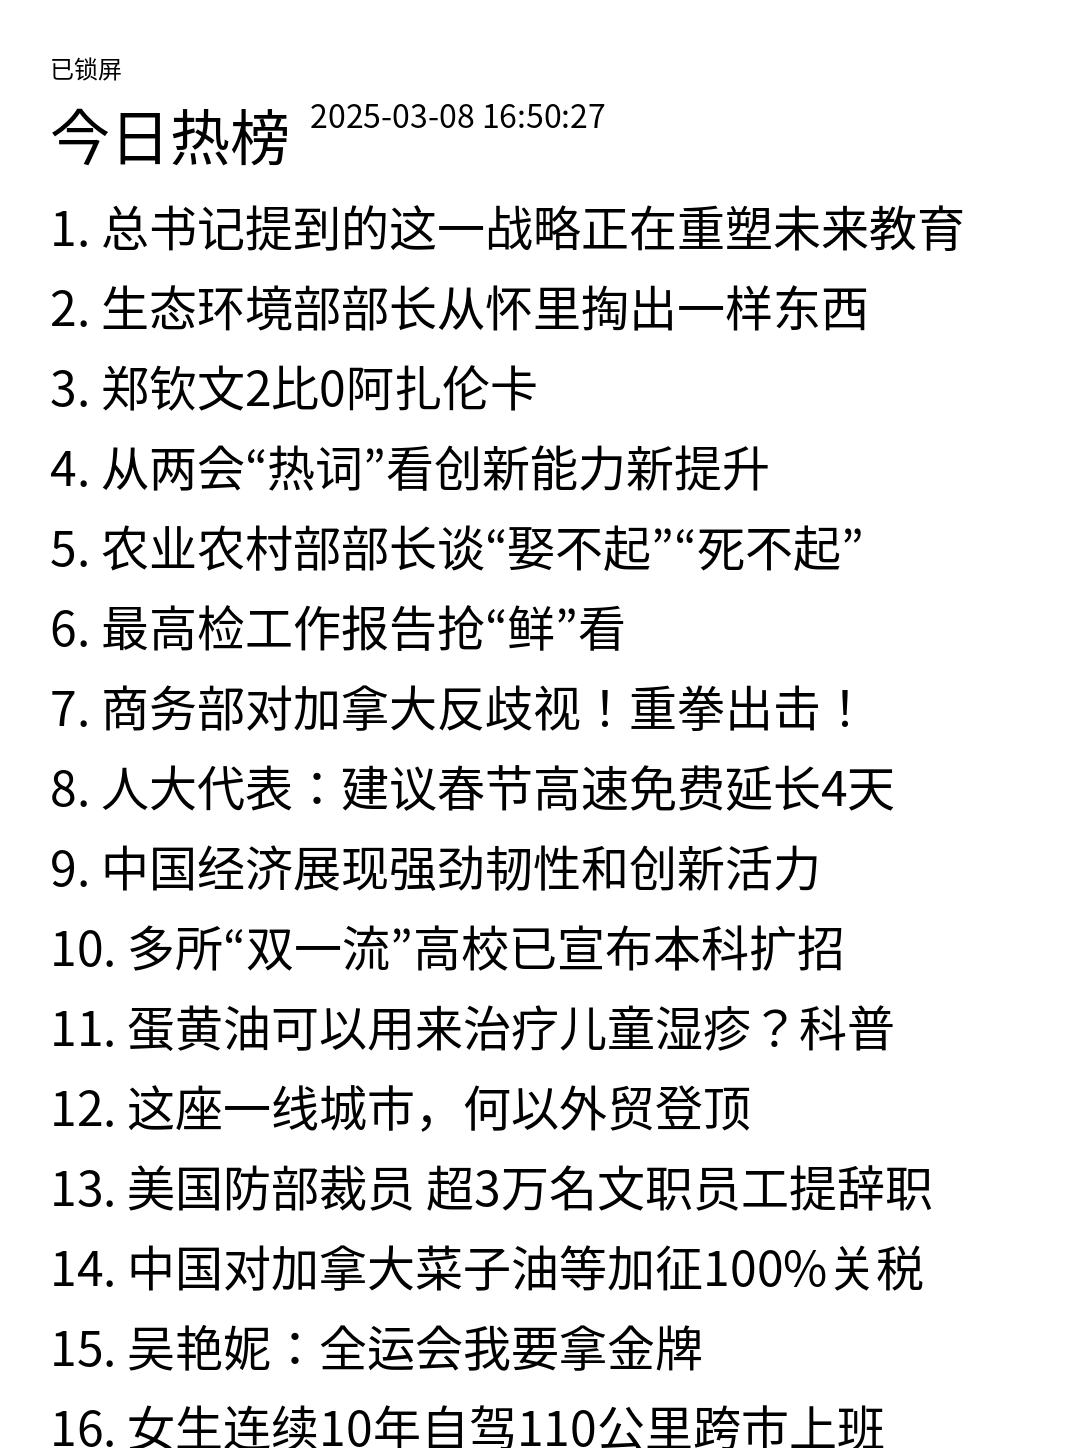 已锁屏
今日热榜 2025-03-08 16:50:27
1. 总书记提到的这一战略正在重塑未来教育
2. 生态环境部部长从怀里掏出一样东西
3. 郑钦文2比0阿扎伦卡
4. 从两会“热词”看创新能力新提升
5. 农业农村部部长谈“娶不起”“死不起”
6. 最高检工作报告抢“鲜”看
7. 商务部对加拿大反歧视！重拳出击！
8. 人大代表：建议春节高速免费延长4天
9. 中国经济展现强劲韧性和创新活力
10. 多所“双一流”高校已宣布本科扩招
11. 蛋黄油可以用来治疗儿童湿疹？科普
12. 这座一线城市，何以外贸登顶
13. 美国防部裁员 超3万名文职员工提辞职
14. 中国对加拿大菜子油等加征100%关税
15. 吴艳妮：全运会我要拿金牌
16. 女生连续10年自驾110公里跨市上班